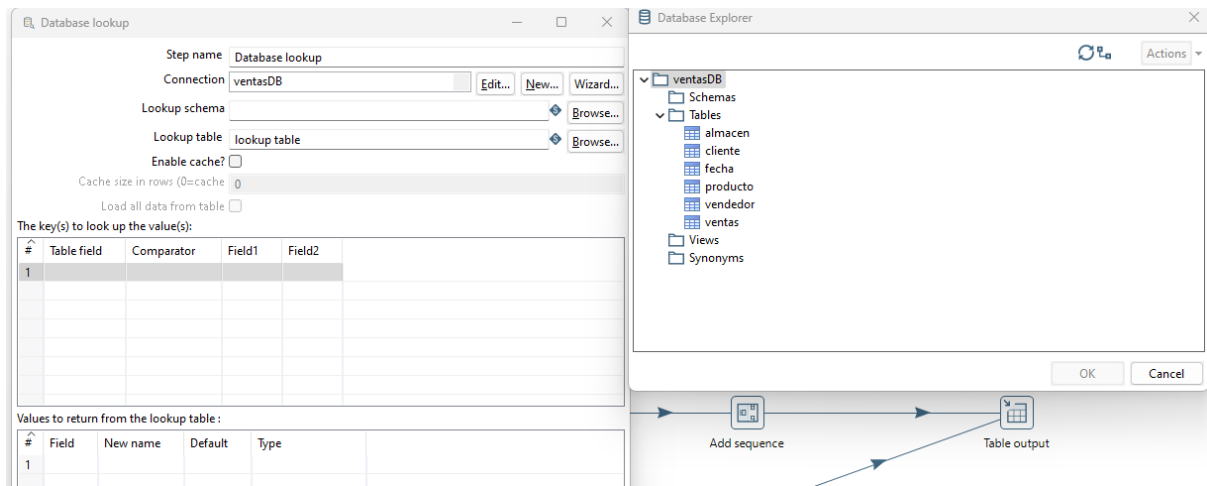 Database lookup
Step name Database lookup
Connection ventasDB Edit... New... Wizard...
Lookup schema Browse...
Lookup table lookup table Browse...
Enable cache?
Cache size in rows (0=cache 0
Load all data from table
The key(s) to look up the value(s):
# Table field Comparator Field1 Field2
1
Values to return from the lookup table :
# Field New name Default Type
1
Database Explorer
Actions
ventasDB
Schemas
Tables
almacen
cliente
fecha
producto
vendedor
ventas
Views
Synonyms
OK Cancel
Add sequence Table output